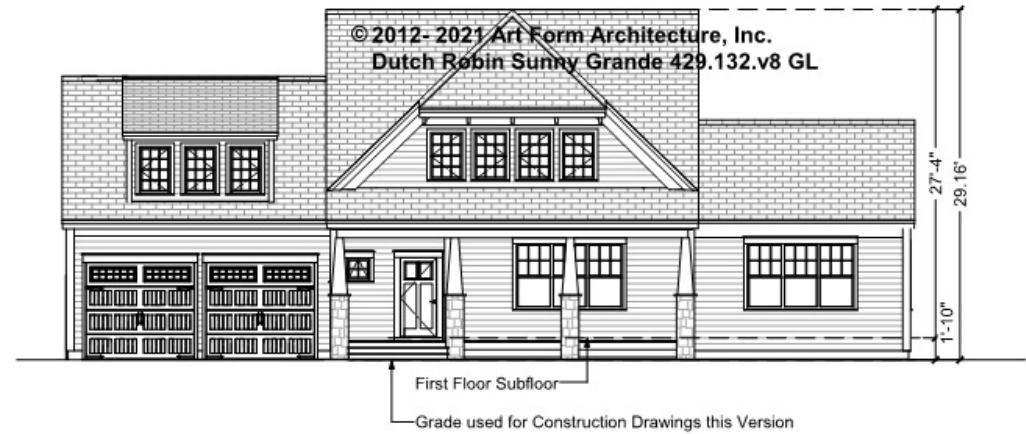 © 2012- 2021 Art Form Architecture, Inc.
Dutch Robin Sunny Grande 429.132.v8 GL
27'-4"
29.16'
1'-10"
First Floor Subfloor
Grade used for Construction Drawings this Version